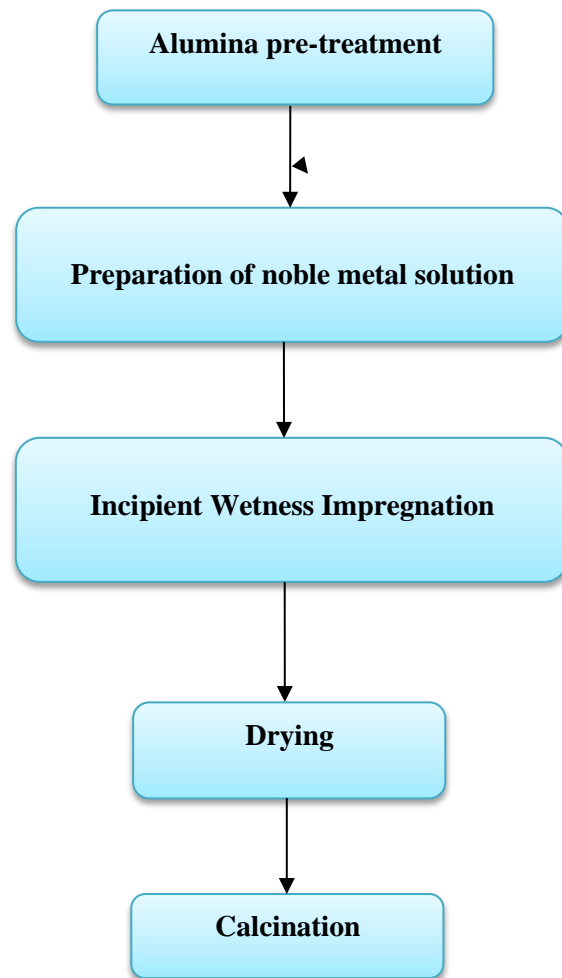 Alumina pre-treatment
Preparation of noble metal solution
Incipient Wetness Impregnation
Drying
Calcination